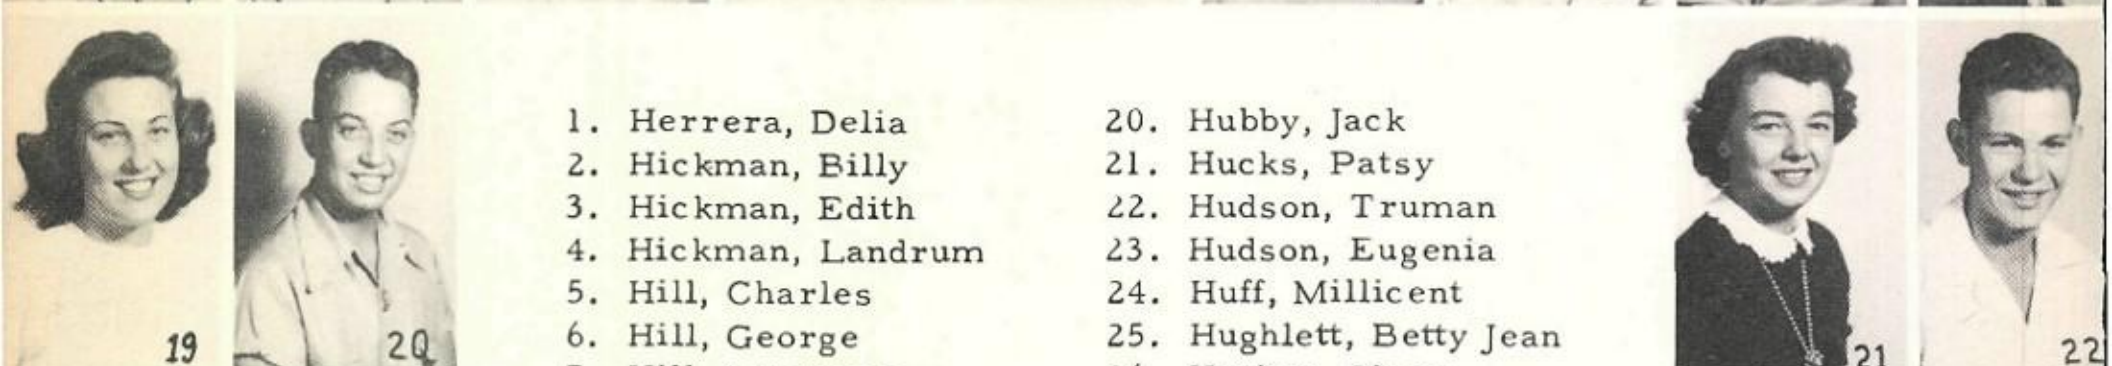 1. Herrera, Delia
2. Hickman, Billy
3. Hickman, Edith
4. Hickman, Landrum
5. Hill, Charles
6. Hill, George
20. Hubby, Jack
21. Hucks, Patsy
22. Hudson, Truman
23. Hudson, Eugenia
24. Huff, Millicent
25. Hughlett, Betty Jean
19
20
21
22